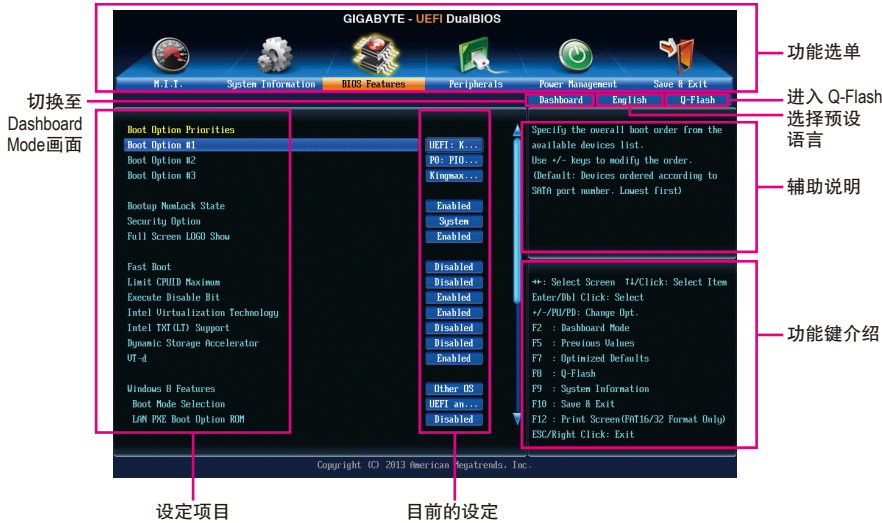 GIGABYTE - UEFI DualBIOS
M.I.T.
System Information
BIOS Features
Peripherals
Power Management
Save & Exit
功能选单
Dashboard
English
Q-Flash
切换至
Dashboard
Mode画面
进入 Q-Flash
选择预设
语言
Boot Option Priorities
Boot Option #1 UEFI: K...
Boot Option #2 P0: PIO...
Boot Option #3 Kingmax...
Bootup NumLock State Enabled
Security Option System
Full Screen LOGO Show Enabled
Fast Boot Disabled
Limit CPUID Maximum Disabled
Execute Disable Bit Enabled
Intel Virtualization Technology Enabled
Intel TXT(LT) Support Disabled
Dynamic Storage Accelerator Disabled
VT-d Enabled
Windows 8 Features Other OS
Boot Mode Selection UEFI an...
LAN PXE Boot Option ROM Disabled
Specify the overall boot order from the
available devices list.
Use +/- keys to modify the order.
(Default: Devices ordered according to
SATA port number. Lowest first)
辅助说明
→←: Select Screen ↑↓/Click: Select Item
Enter/Dbl Click: Select
+/-/PU/PD: Change Opt.
F2 : Dashboard Mode
F5 : Previous Values
F7 : Optimized Defaults
F8 : Q-Flash
F9 : System Information
F10 : Save & Exit
F12 : Print Screen(FAT16/32 Format Only)
ESC/Right Click: Exit
功能键介绍
Copyright (C) 2013 American Megatrends, Inc.
设定项目
目前的设定